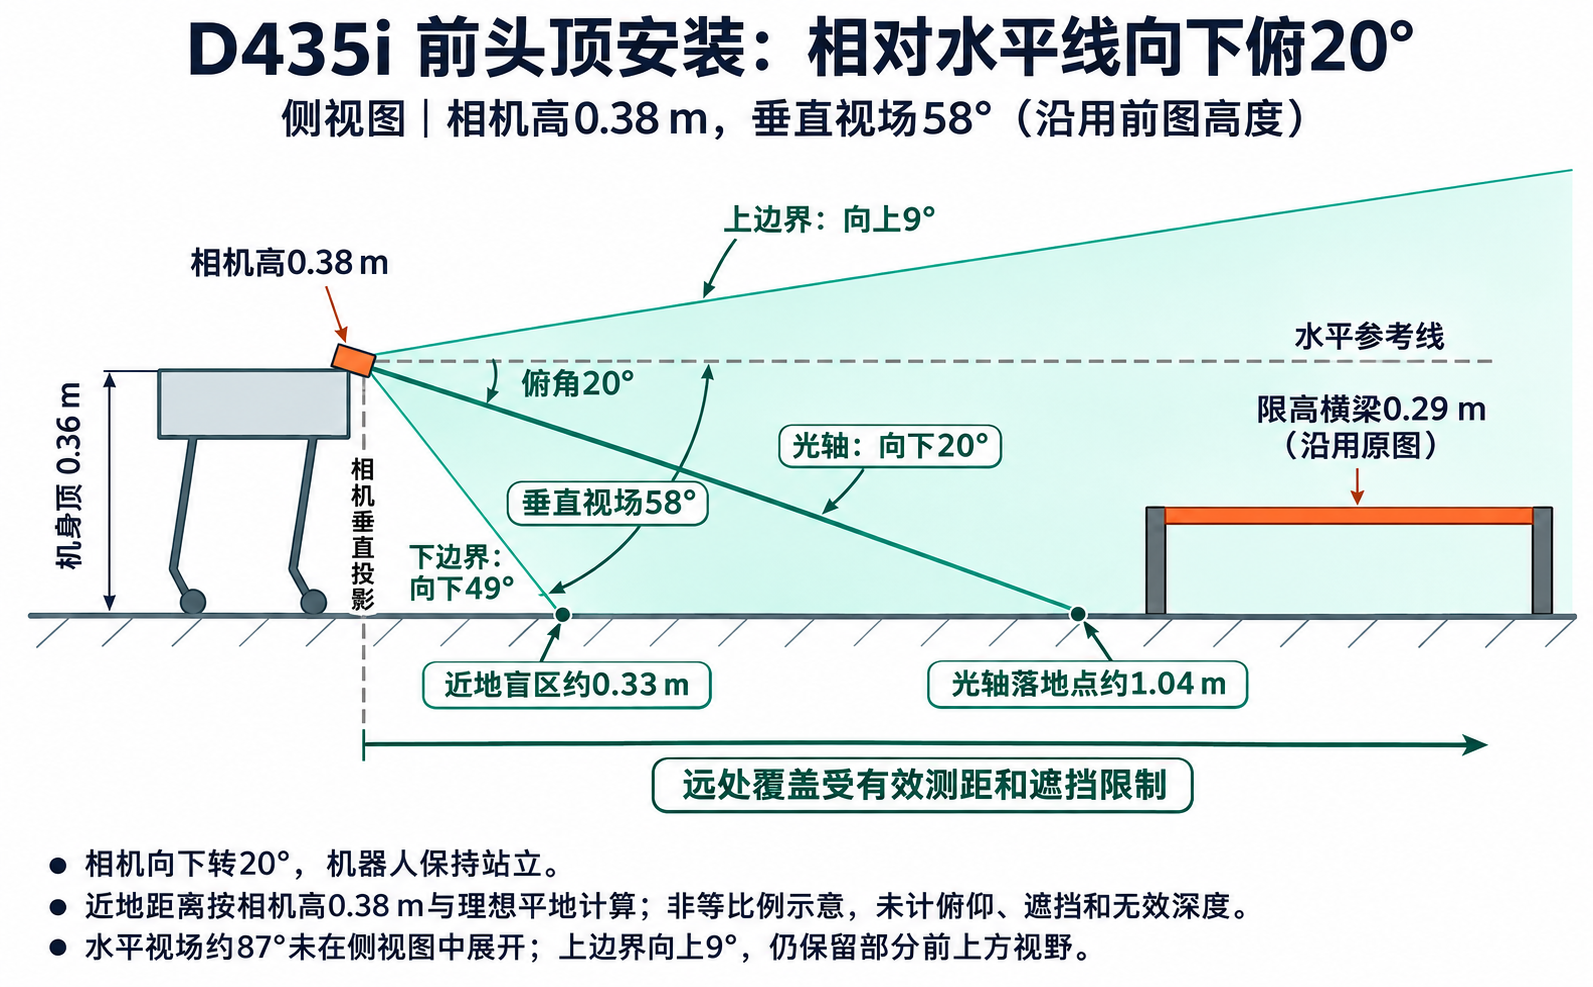 D435i 前头顶安装：相对水平线向下俯20°
侧视图｜相机高0.38 m，垂直视场58°（沿用前图高度）
上边界：向上9°
相机高0.38 m
水平参考线
俯角20°
机身顶 0.36 m
限高横梁0.29 m
（沿用原图）
光轴：向下20°
相机垂直投影
垂直视场58°
下边界：
向下49°
近地盲区约0.33 m
光轴落地点约1.04 m
远处覆盖受有效测距和遮挡限制
● 相机向下转20°，机器人保持站立。
● 近地距离按相机高0.38 m与理想平地计算；非等比例示意，未计俯仰、遮挡和无效深度。
● 水平视场约87°未在侧视图中展开；上边界向上9°，仍保留部分前上方视野。